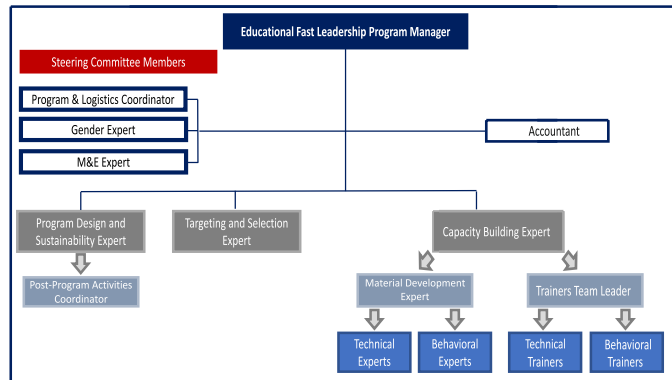 Educational Fast Leadership Program Manager
Steering Committee Members
Program & Logistics Coordinator
Gender Expert
M&E Expert
Accountant
Program Design and
Sustainability Expert
Targeting and Selection
Expert
Capacity Building Expert
Post-Program Activities
Coordinator
Material Development
Expert
Trainers Team Leader
Technical
Experts
Behavioral
Experts
Technical
Trainers
Behavioral
Trainers